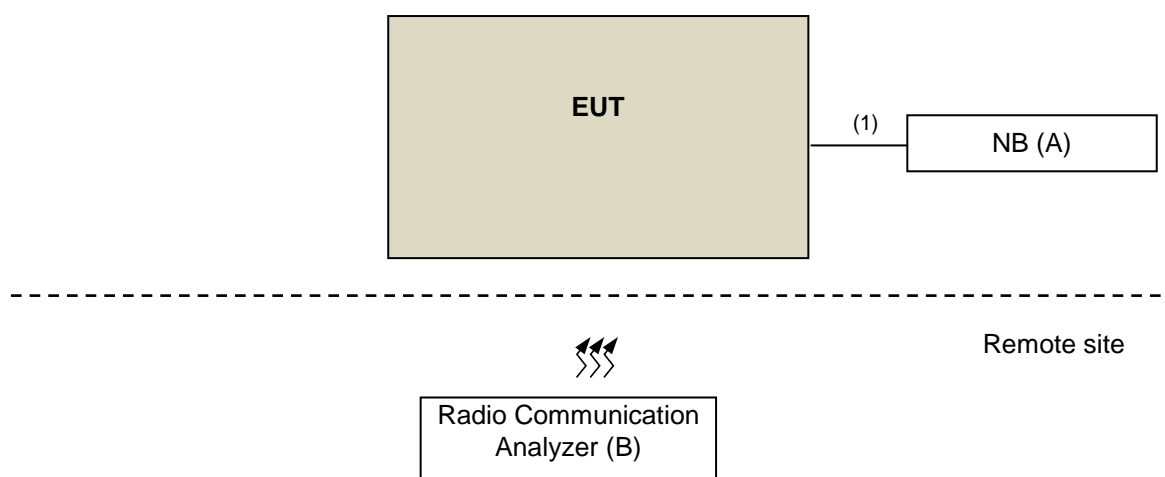 EUT
(1)
NB (A)
Remote site
Radio Communication
Analyzer (B)